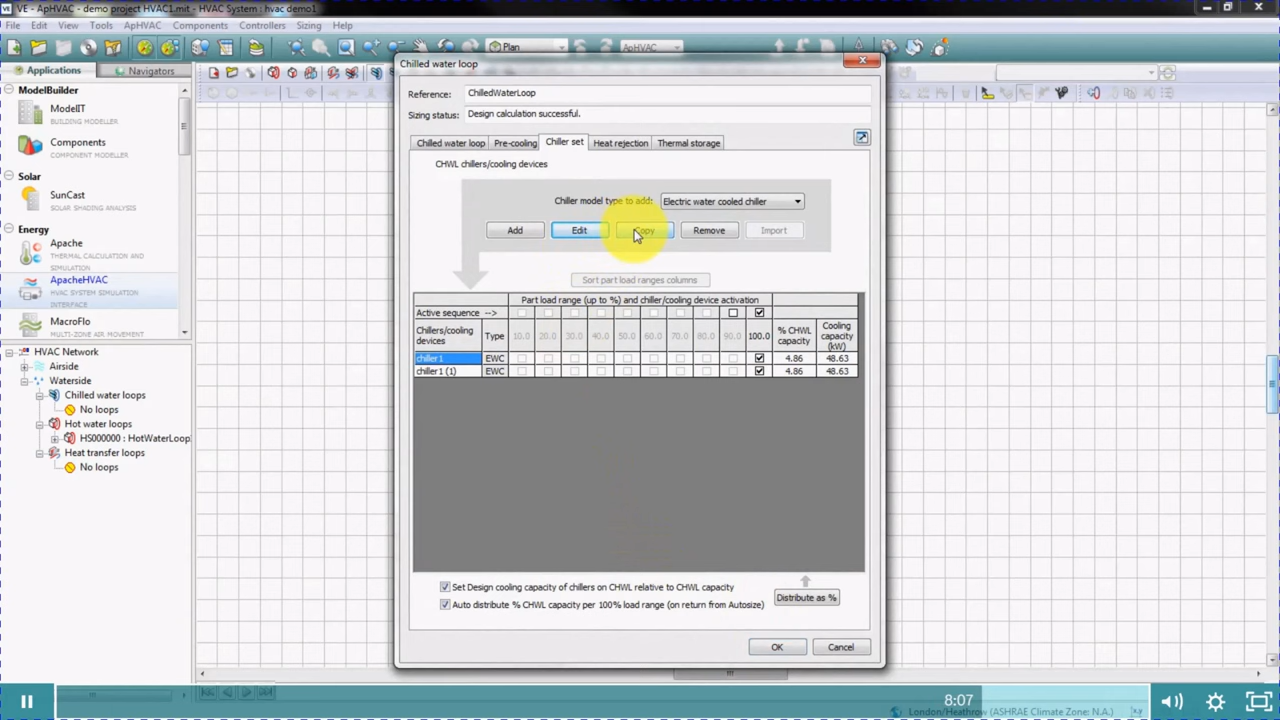 VE - ApHVAC - demo project HVAC1.mit - HVAC System : hvac demo1
File Edit View Tools ApHVAC Components Controllers Sizing Help
Plan ApHVAC
Applications Navigators
ModelBuilder
ModelIT
BUILDING MODELLER
Components
COMPONENT MODELLER
Solar
SunCast
SOLAR SHADING ANALYSIS
Energy
Apache
THERMAL CALCULATION AND
SIMULATION
ApacheHVAC
HVAC SYSTEM SIMULATION
INTERFACE
MacroFlo
MULTI-ZONE AIR MOVEMENT
HVAC Network
Airside
Waterside
Chilled water loops
No loops
Hot water loops
HS000000 : HotWaterLoop
Heat transfer loops
No loops
Chilled water loop
Reference: ChilledWaterLoop
Sizing status: Design calculation successful.
Chilled water loop Pre-cooling Chiller set Heat rejection Thermal storage
CHWL chillers/cooling devices
Chiller model type to add: Electric water cooled chiller
Add Edit Copy Remove Import
Sort part load ranges columns
Part load range (up to %) and chiller/cooling device activation
Active sequence -->
Chillers/cooling devices Type 10.0 20.0 30.0 40.0 50.0 60.0 70.0 80.0 90.0 100.0 % CHWL capacity Cooling capacity (kW)
chiller1 EWC 4.86 48.63
chiller1 (1) EWC 4.86 48.63
Set Design cooling capacity of chillers on CHWL relative to CHWL capacity
Auto distribute % CHWL capacity per 100% load range (on return from Autosize)
Distribute as %
OK Cancel
8:07
London/Heathrow (ASHRAE Climate Zone: N.A.)